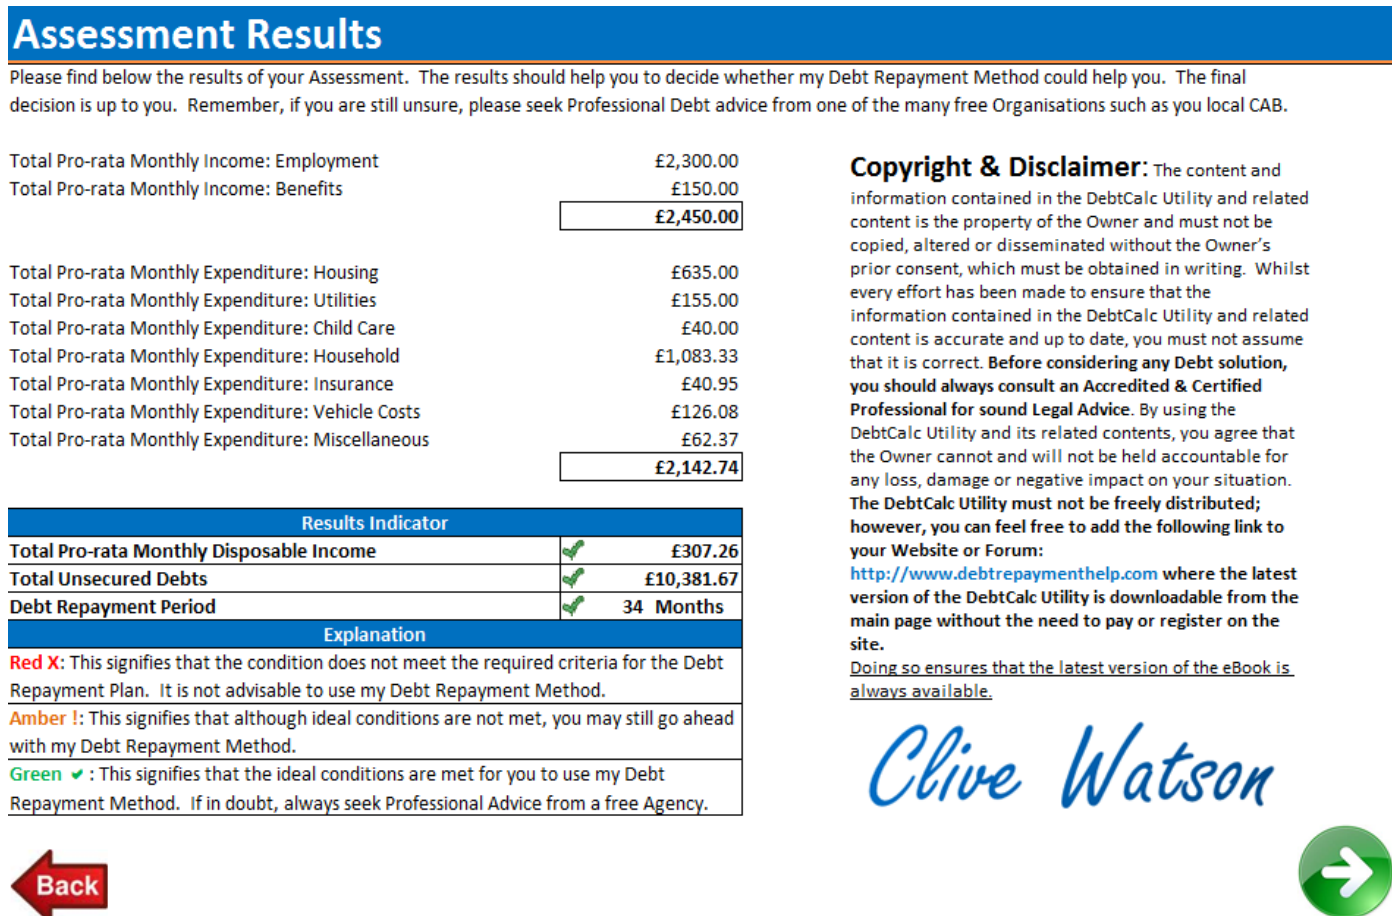 Assessment Results
Please find below the results of your Assessment. The results should help you to decide whether my Debt Repayment Method could help you. The final
decision is up to you. Remember, if you are still unsure, please seek Professional Debt advice from one of the many free Organisations such as you local CAB.
Total Pro-rata Monthly Income: Employment £2,300.00
Total Pro-rata Monthly Income: Benefits £150.00
£2,450.00
Total Pro-rata Monthly Expenditure: Housing £635.00
Total Pro-rata Monthly Expenditure: Utilities £155.00
Total Pro-rata Monthly Expenditure: Child Care £40.00
Total Pro-rata Monthly Expenditure: Household £1,083.33
Total Pro-rata Monthly Expenditure: Insurance £40.95
Total Pro-rata Monthly Expenditure: Vehicle Costs £126.08
Total Pro-rata Monthly Expenditure: Miscellaneous £62.37
£2,142.74
Results Indicator
Total Pro-rata Monthly Disposable Income £307.26
Total Unsecured Debts £10,381.67
Debt Repayment Period 34 Months
Explanation
Red X: This signifies that the condition does not meet the required criteria for the Debt
Repayment Plan. It is not advisable to use my Debt Repayment Method.
Amber !: This signifies that although ideal conditions are not met, you may still go ahead
with my Debt Repayment Method.
Green ✔ : This signifies that the ideal conditions are met for you to use my Debt
Repayment Method. If in doubt, always seek Professional Advice from a free Agency.
Copyright & Disclaimer: The content and
information contained in the DebtCalc Utility and related
content is the property of the Owner and must not be
copied, altered or disseminated without the Owner's
prior consent, which must be obtained in writing. Whilst
every effort has been made to ensure that the
information contained in the DebtCalc Utility and related
content is accurate and up to date, you must not assume
that it is correct. Before considering any Debt solution,
you should always consult an Accredited & Certified
Professional for sound Legal Advice. By using the
DebtCalc Utility and its related contents, you agree that
the Owner cannot and will not be held accountable for
any loss, damage or negative impact on your situation.
The DebtCalc Utility must not be freely distributed;
however, you can feel free to add the following link to
your Website or Forum:
http://www.debtrepaymenthelp.com where the latest
version of the DebtCalc Utility is downloadable from the
main page without the need to pay or register on the
site.
Doing so ensures that the latest version of the eBook is
always available.
Clive Watson
Back